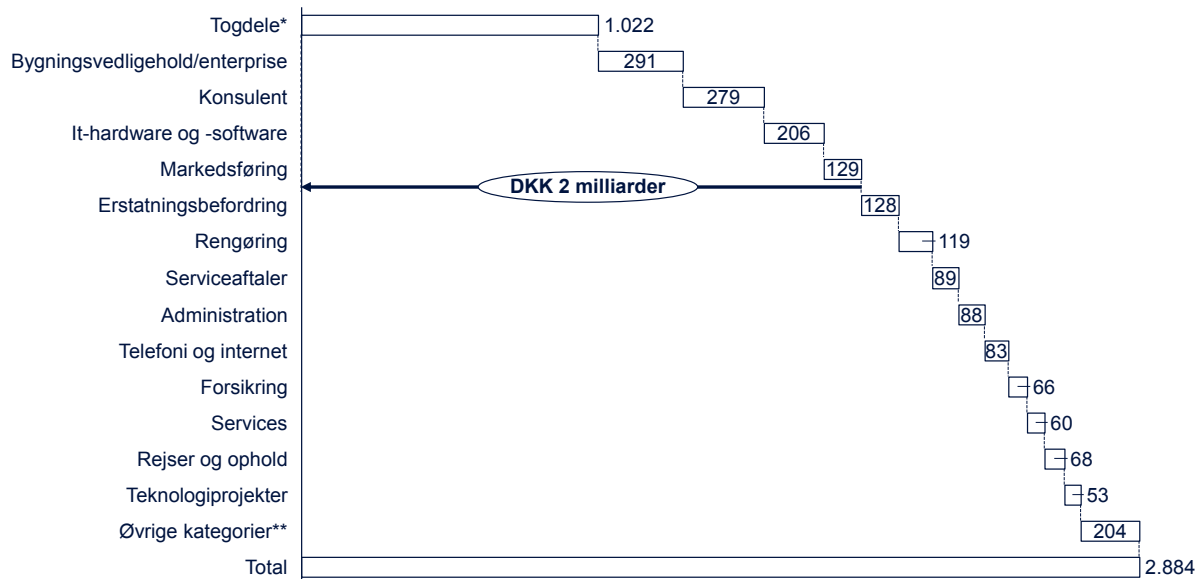 Togdele* 1.022
Bygningsvedligehold/enterprise 291
Konsulent 279
It-hardware og -software 206
Markedsføring 129
DKK 2 milliarder
Erstatningsbefordring 128
Rengøring 119
Serviceaftaler 89
Administration 88
Telefoni og internet 83
Forsikring 66
Services 60
Rejser og ophold 68
Teknologiprojekter 53
Øvrige kategorier** 204
Total 2.884